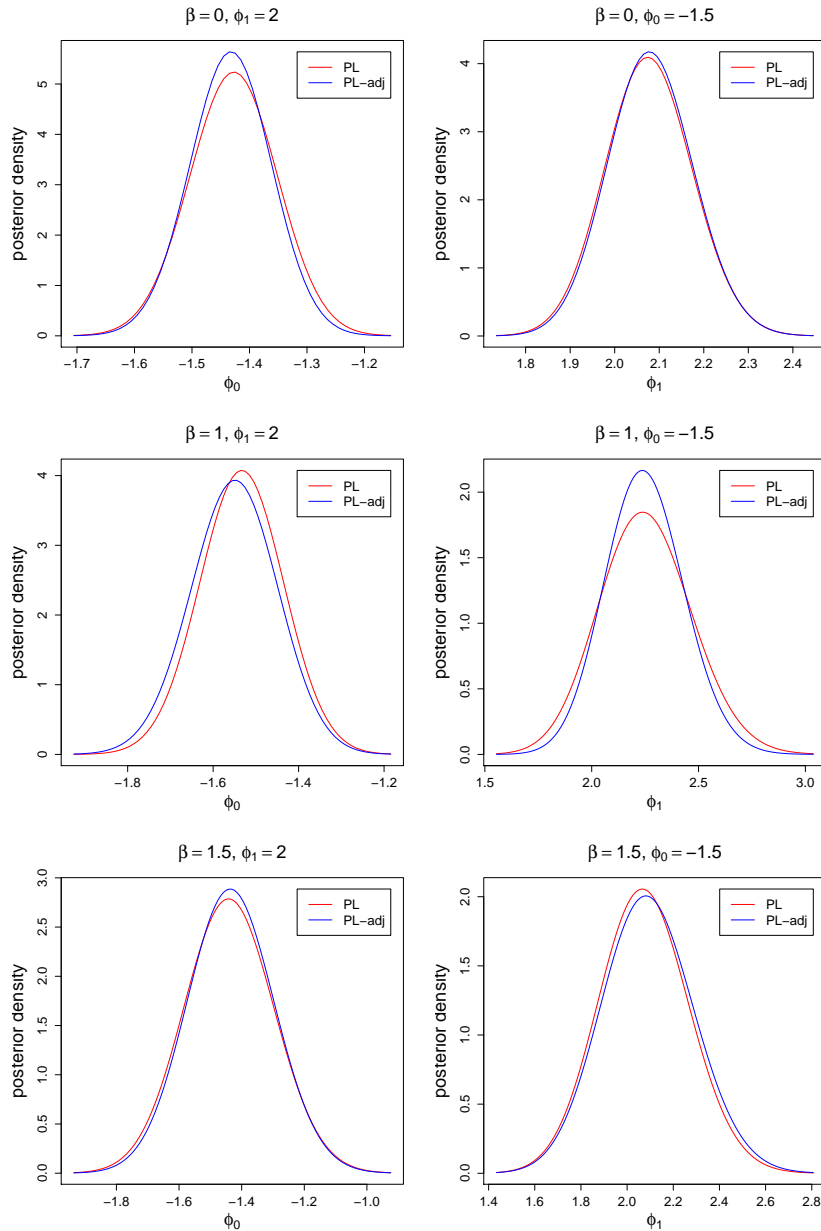 β = 0, ϕ₁ = 2
posterior density
0 1 2 3 4 5
−1.7 −1.6 −1.5 −1.4 −1.3 −1.2
ϕ₀
PL
PL−adj
β = 0, ϕ₀ = −1.5
posterior density
0 1 2 3 4
1.8 1.9 2.0 2.1 2.2 2.3 2.4
ϕ₁
PL
PL−adj
β = 1, ϕ₁ = 2
posterior density
0 1 2 3 4
−1.8 −1.6 −1.4 −1.2
ϕ₀
PL
PL−adj
β = 1, ϕ₀ = −1.5
posterior density
0.0 0.5 1.0 1.5 2.0
1.5 2.0 2.5 3.0
ϕ₁
PL
PL−adj
β = 1.5, ϕ₁ = 2
posterior density
0.0 0.5 1.0 1.5 2.0 2.5 3.0
−1.8 −1.6 −1.4 −1.2 −1.0
ϕ₀
PL
PL−adj
β = 1.5, ϕ₀ = −1.5
posterior density
0.0 0.5 1.0 1.5 2.0
1.4 1.6 1.8 2.0 2.2 2.4 2.6 2.8
ϕ₁
PL
PL−adj